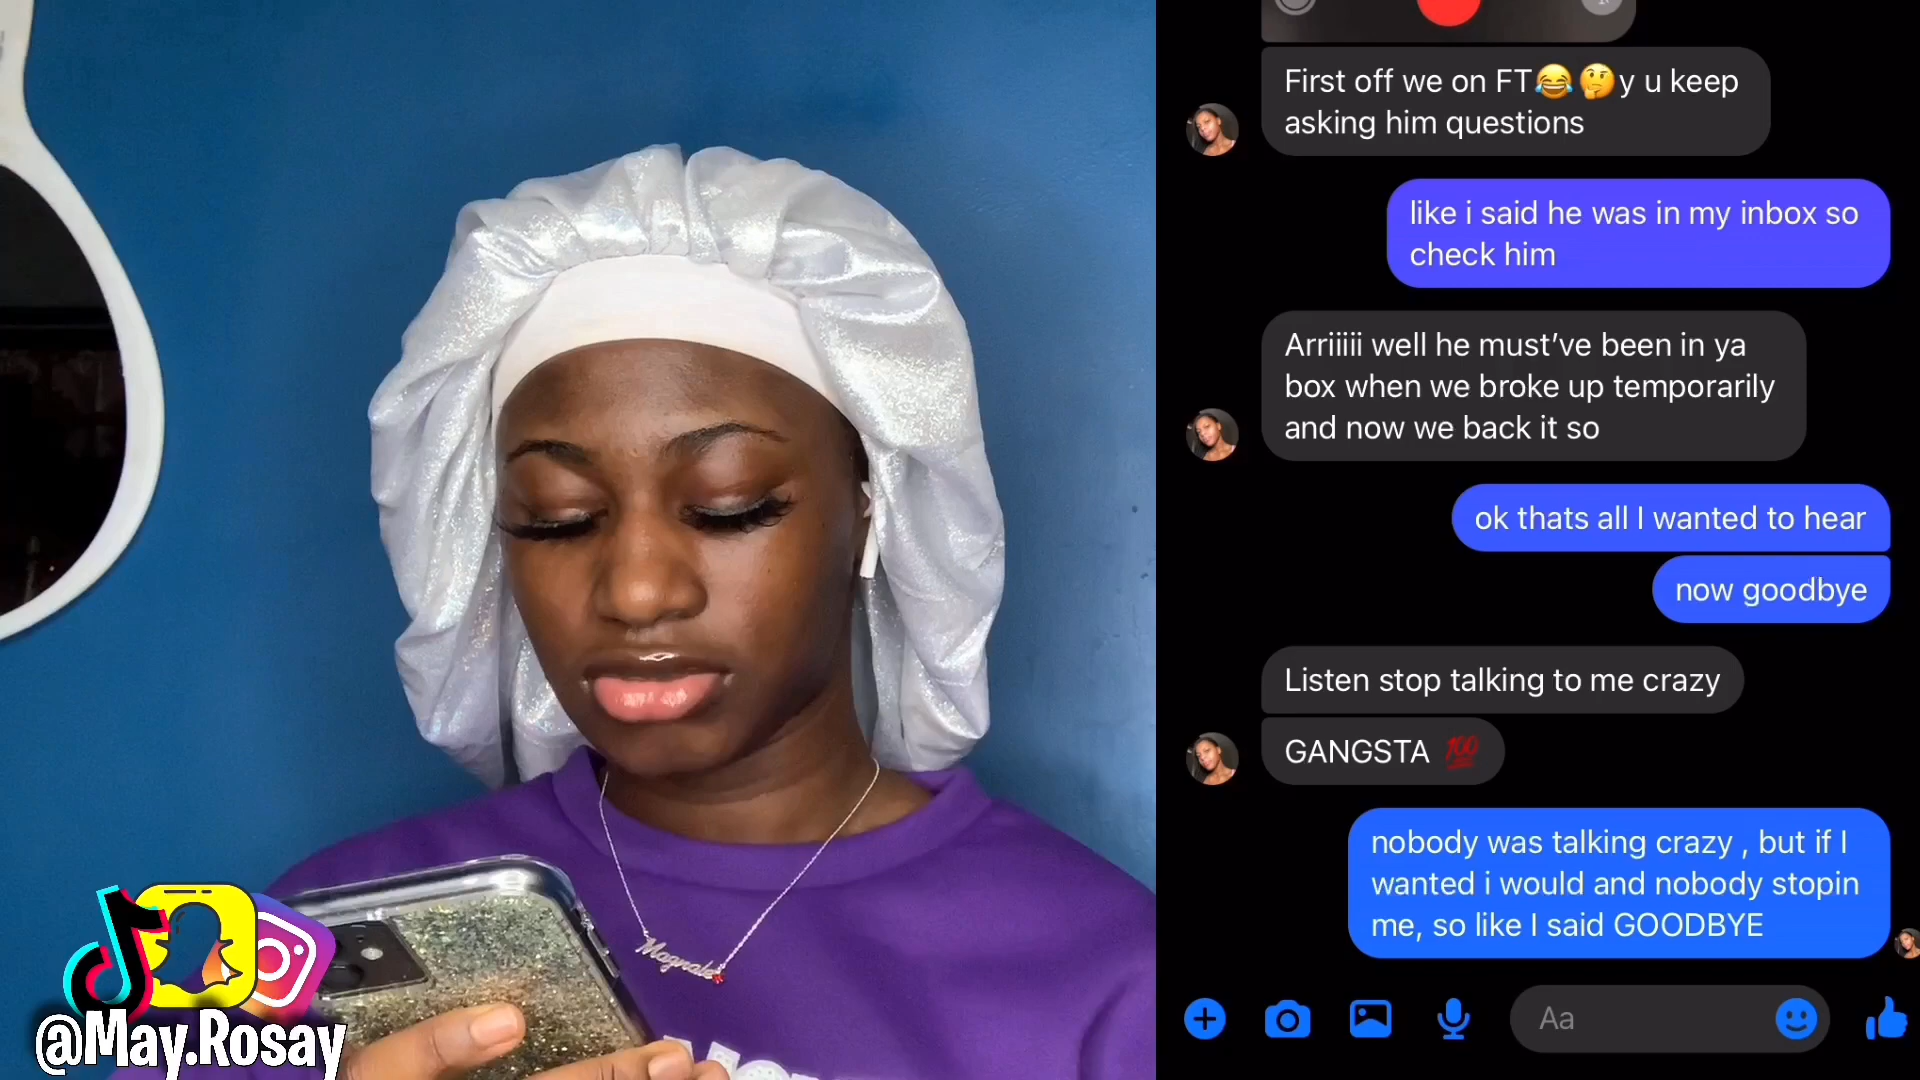 First off we on FT😂🤔y u keep
asking him questions
like i said he was in my inbox so
check him
Arriiiii well he must’ve been in ya
box when we broke up temporarily
and now we back it so
ok thats all I wanted to hear
now goodbye
Listen stop talking to me crazy
GANGSTA 💯
nobody was talking crazy , but if I
wanted i would and nobody stopin
me, so like I said GOODBYE
Aa
@May.Rosay